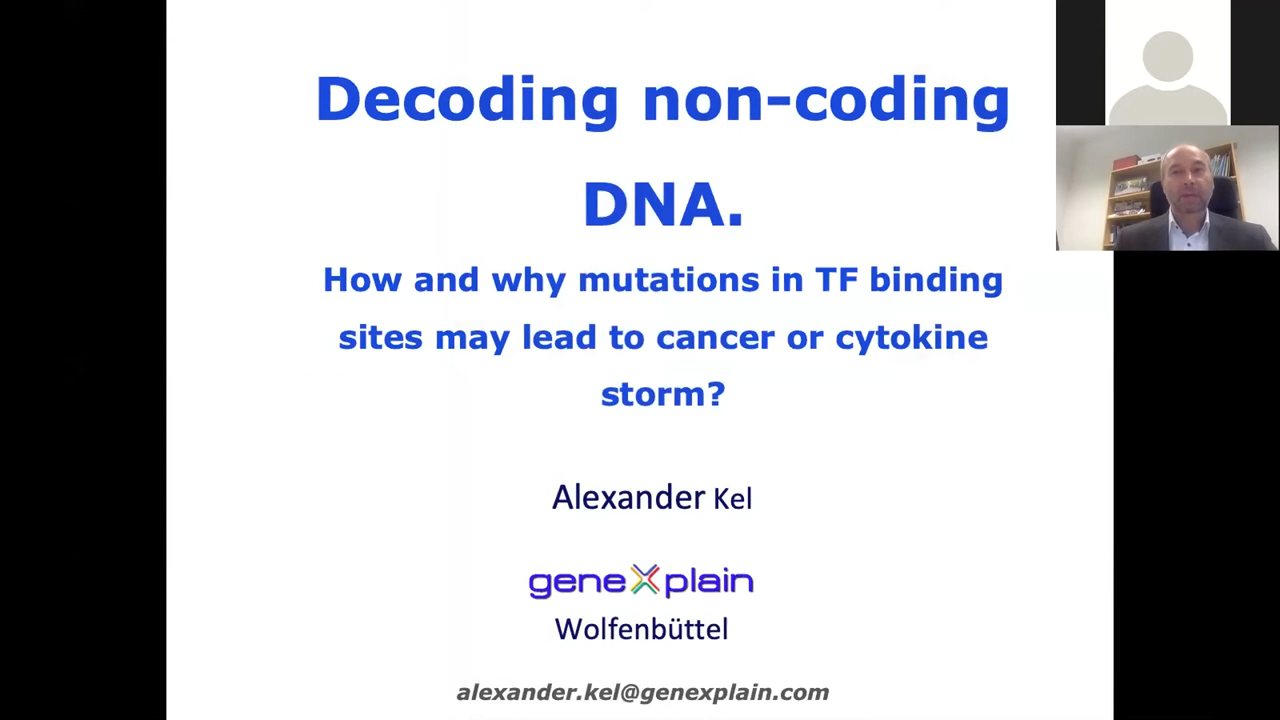 Decoding non-coding
DNA.
How and why mutations in TF binding
sites may lead to cancer or cytokine
storm?
Alexander Kel
geneXplain
Wolfenbüttel
alexander.kel@genexplain.com